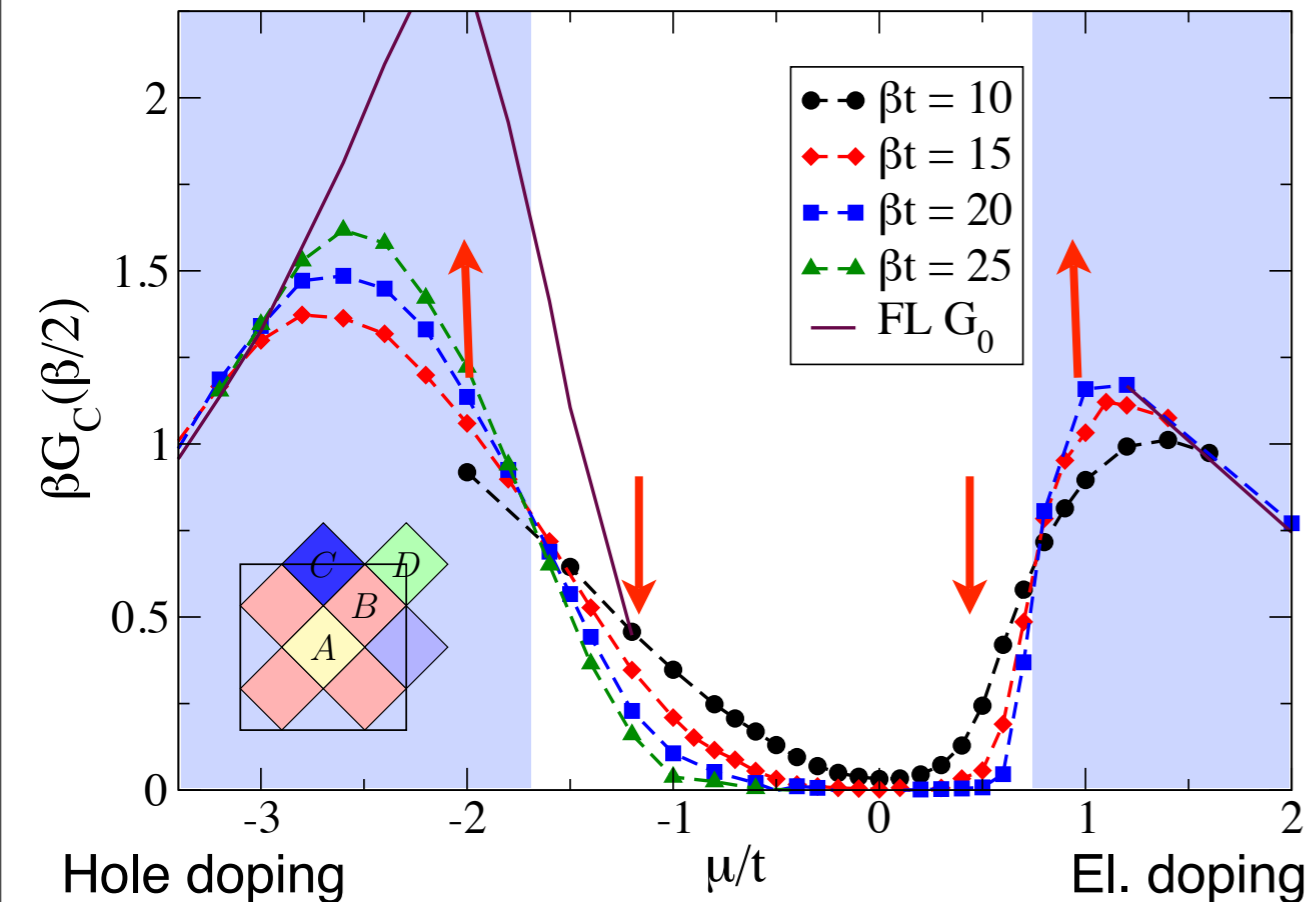 βt = 10
βt = 15
βt = 20
βt = 25
FL G₀
βG_C(β/2)
2
1.5
1
0.5
0
C
D
B
A
-3 -2 -1 0 1 2
Hole doping μ/t El. doping